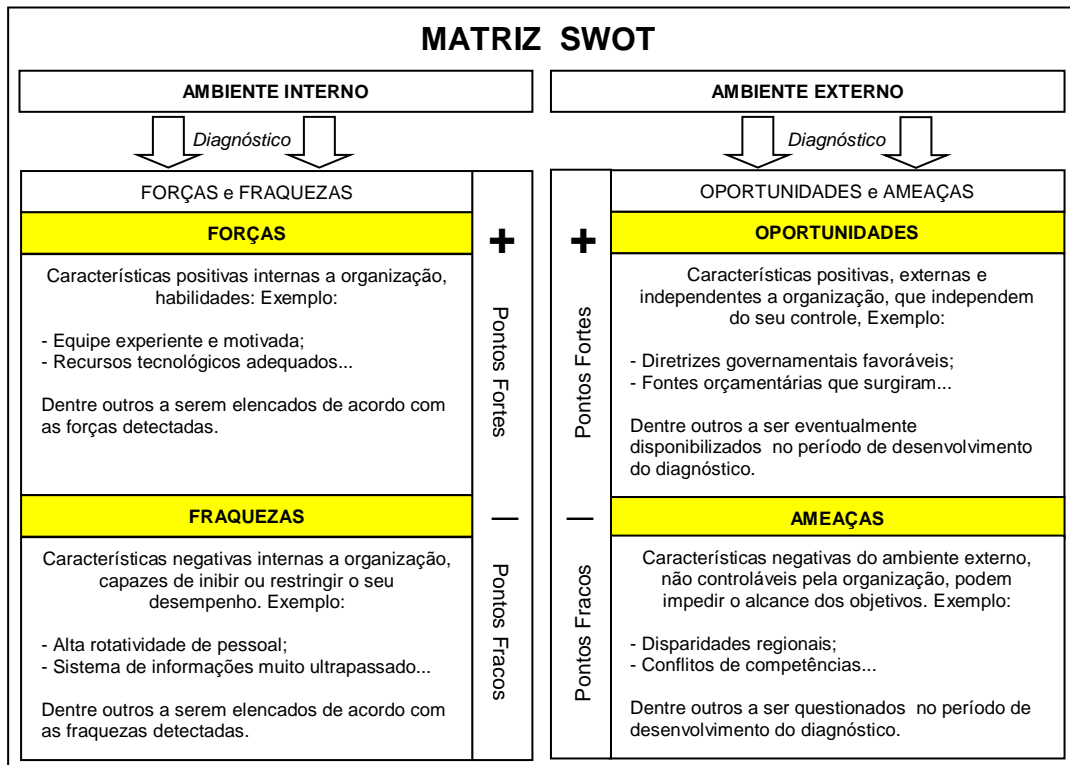 MATRIZ SWOT
AMBIENTE INTERNO
Diagnóstico
FORÇAS e FRAQUEZAS
FORÇAS
Características positivas internas a organização,
habilidades: Exemplo:
- Equipe experiente e motivada;
- Recursos tecnológicos adequados...
Dentre outros a serem elencados de acordo com
as forças detectadas.
+
Pontos Fortes
FRAQUEZAS
Características negativas internas a organização,
capazes de inibir ou restringir o seu
desempenho. Exemplo:
- Alta rotatividade de pessoal;
- Sistema de informações muito ultrapassado...
Dentre outros a serem elencados de acordo com
as fraquezas detectadas.
—
Pontos Fracos
AMBIENTE EXTERNO
Diagnóstico
OPORTUNIDADES e AMEAÇAS
+
Pontos Fortes
OPORTUNIDADES
Características positivas, externas e
independentes a organização, que independem
do seu controle, Exemplo:
- Diretrizes governamentais favoráveis;
- Fontes orçamentárias que surgiram...
Dentre outros a ser eventualmente
disponibilizados no período de desenvolvimento
do diagnóstico.
—
Pontos Fracos
AMEAÇAS
Características negativas do ambiente externo,
não controláveis pela organização, podem
impedir o alcance dos objetivos. Exemplo:
- Disparidades regionais;
- Conflitos de competências...
Dentre outros a ser questionados no período de
desenvolvimento do diagnóstico.